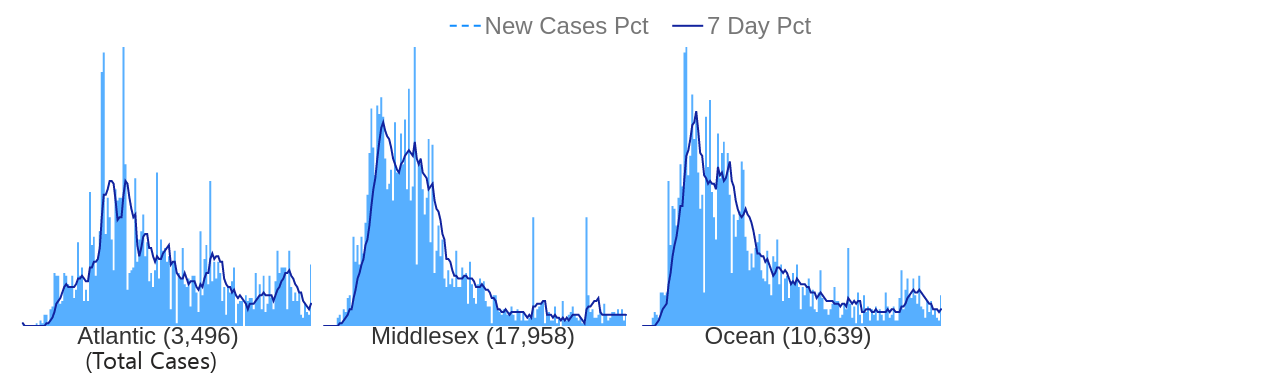 New Cases Pct 7 Day Pct
Atlantic (3,496) Middlesex (17,958) Ocean (10,639)
(Total Cases)